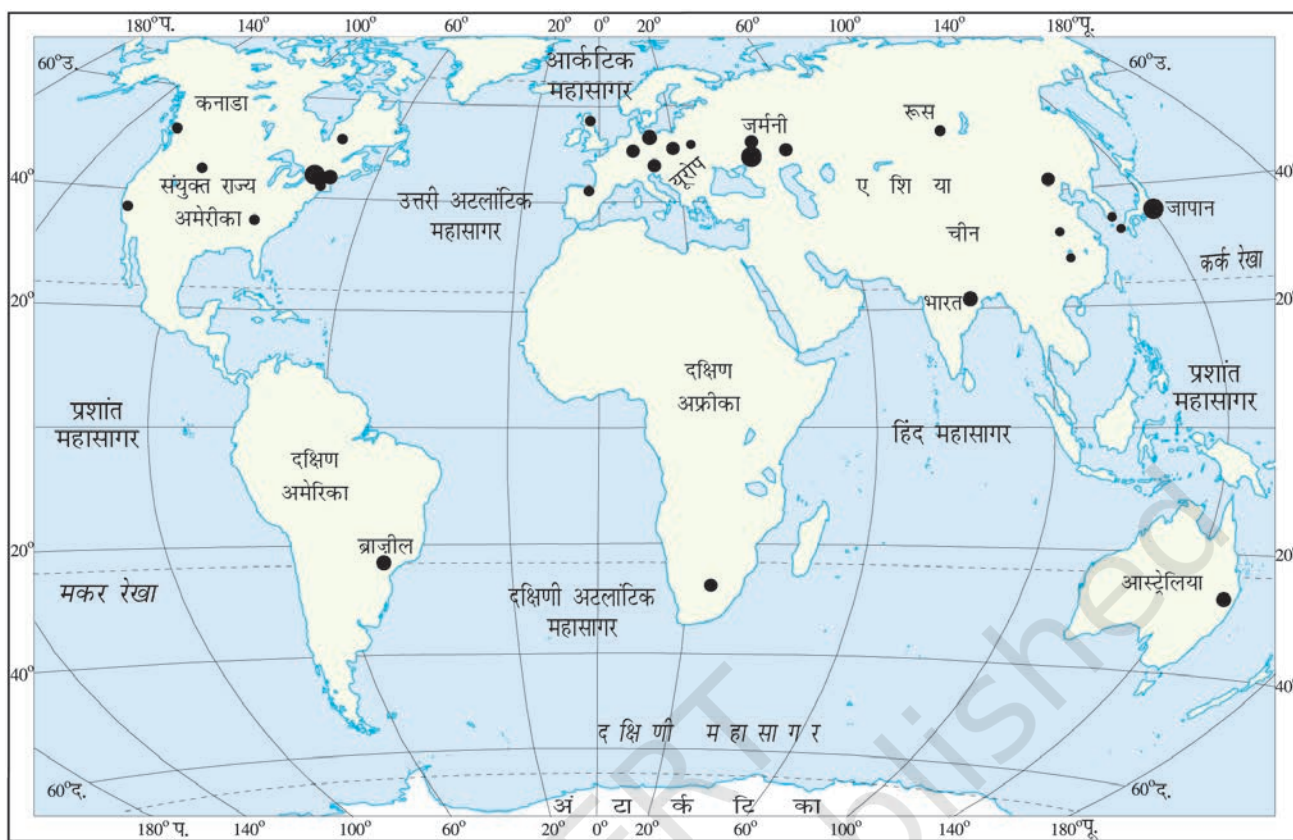 180°प. 140° 100° 60° 20° 0° 20° 60° 100° 140° 180°पू.
60°उ.
आर्कटिक
महासागर
60°उ.
कनाडा
जर्मनी
रूस
40°
संयुक्त राज्य
अमेरीका
उत्तरी अटलांटिक
महासागर
यूरोप
ए शि या
40°
चीन
जापान
कर्क रेखा
20°
भारत
20°
दक्षिण
अफ्रीका
प्रशांत
महासागर
प्रशांत
महासागर
हिंद महासागर
0°
0°
दक्षिण
अमेरिका
ब्राज़ील
20°
20°
मकर रेखा
दक्षिणी अटलांटिक
महासागर
आस्ट्रेलिया
40°
40°
द क्षि णी म हा सा ग र
60°द.
60°द.
अं टा र्क टि का
180°प. 140° 100° 60° 20° 0° 20° 60° 100° 140° 180°पू.